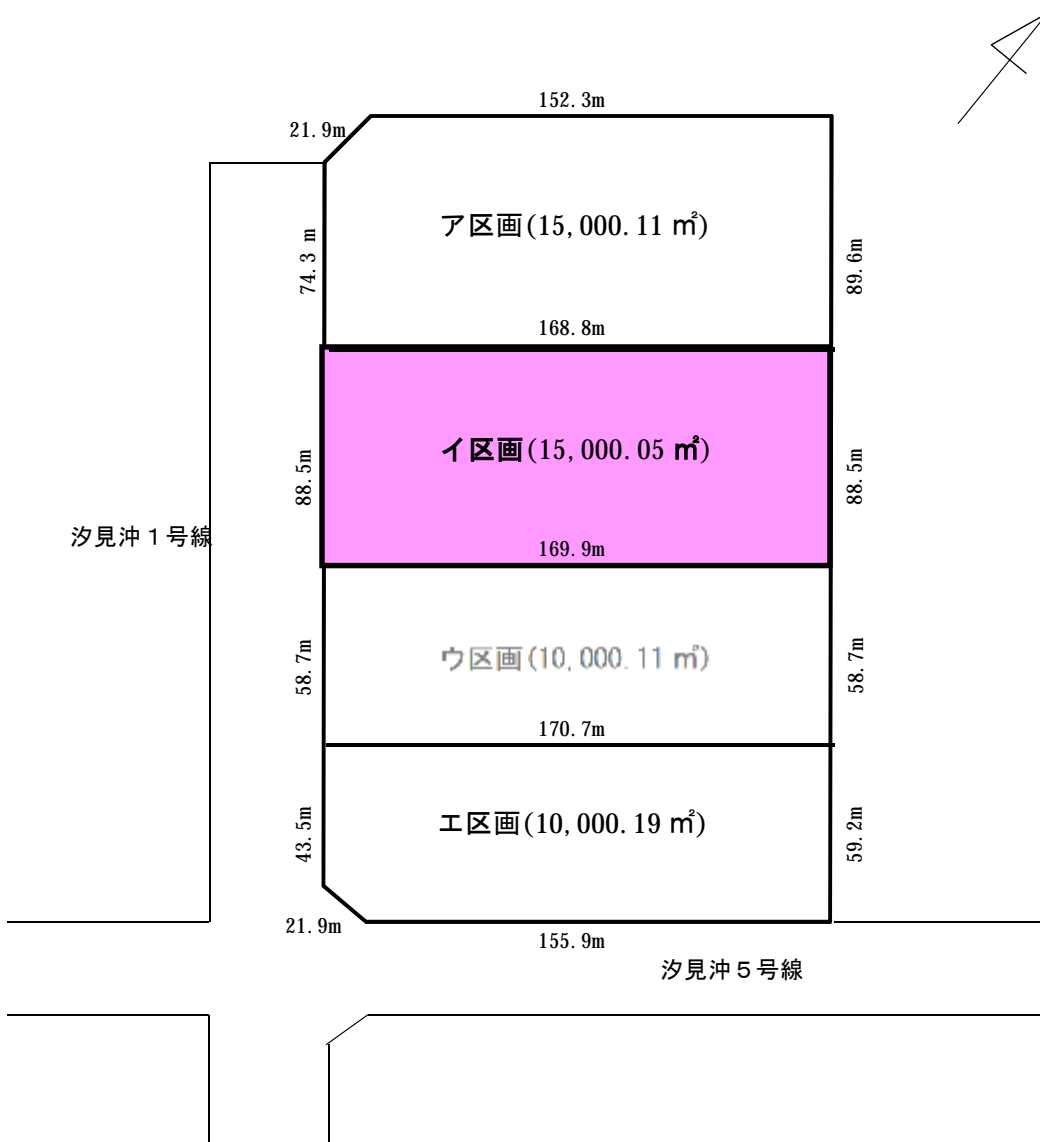 152.3m
21.9m
ア区画(15,000.11 ㎡)
74.3 m
89.6m
168.8m
イ区画(15,000.05 ㎡)
88.5m
88.5m
汐見沖１号線
169.9m
ウ区画(10,000.11 ㎡)
58.7m
58.7m
170.7m
エ区画(10,000.19 ㎡)
43.5m
59.2m
21.9m
155.9m
汐見沖５号線